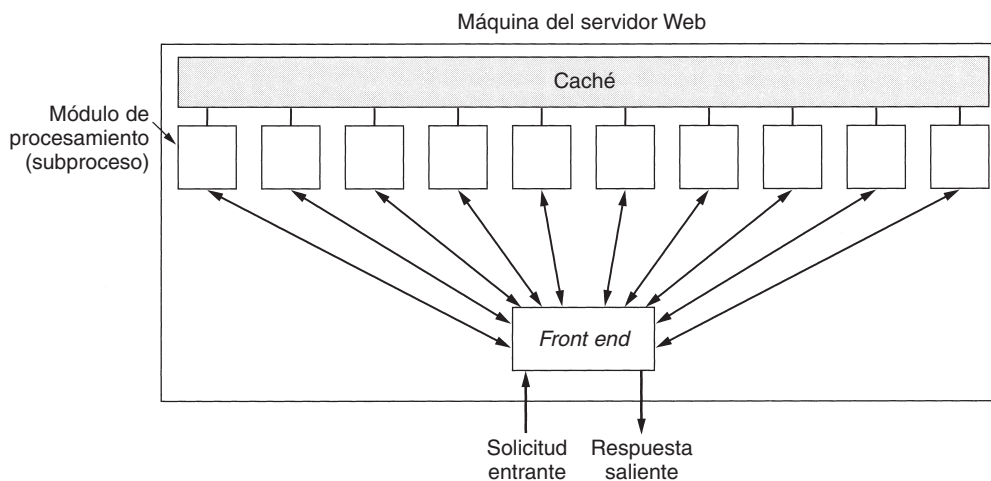 Máquina del servidor Web
Caché
Módulo de
procesamiento
(subproceso)
Front end
Solicitud
entrante
Respuesta
saliente